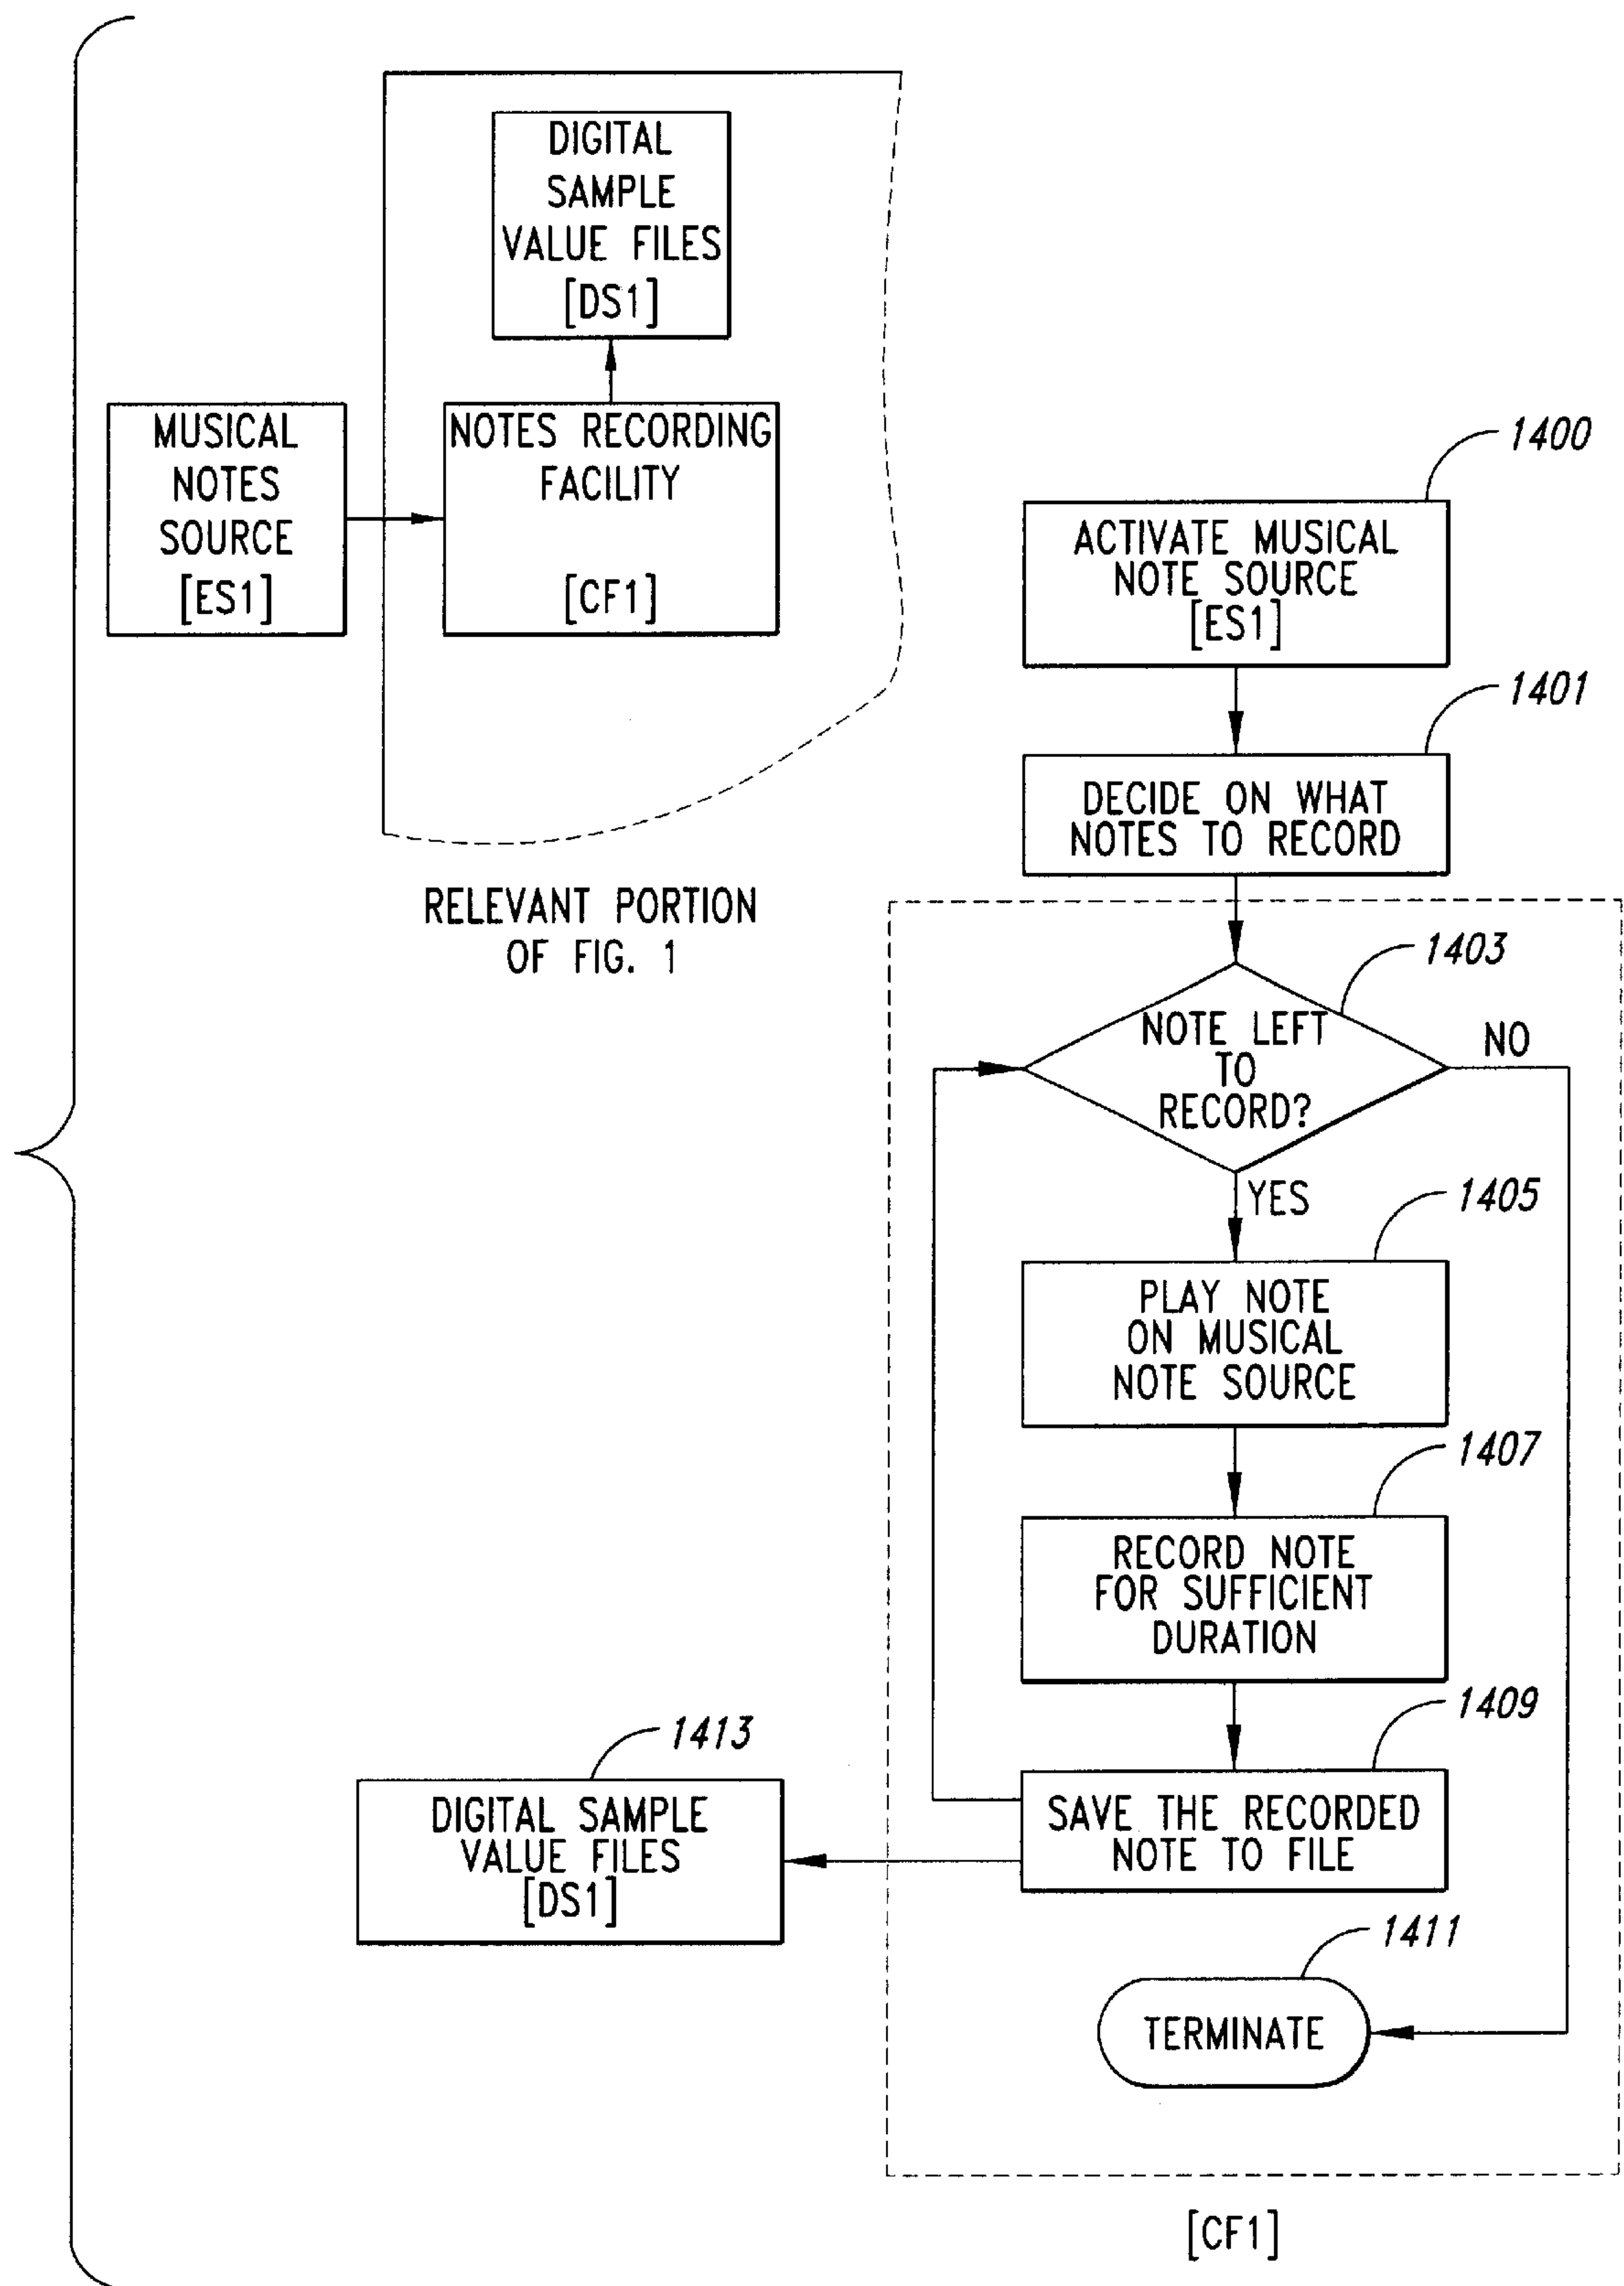 DIGITAL
SAMPLE
VALUE FILES
[DS1]
MUSICAL
NOTES
SOURCE
[ES1]
NOTES RECORDING
FACILITY
[CF1]
RELEVANT PORTION
OF FIG. 1
1400
ACTIVATE MUSICAL
NOTE SOURCE
[ES1]
1401
DECIDE ON WHAT
NOTES TO RECORD
1403
NOTE LEFT
TO
RECORD?
NO
YES
1405
PLAY NOTE
ON MUSICAL
NOTE SOURCE
1407
RECORD NOTE
FOR SUFFICIENT
DURATION
1409
SAVE THE RECORDED
NOTE TO FILE
1413
DIGITAL SAMPLE
VALUE FILES
[DS1]
1411
TERMINATE
[CF1]